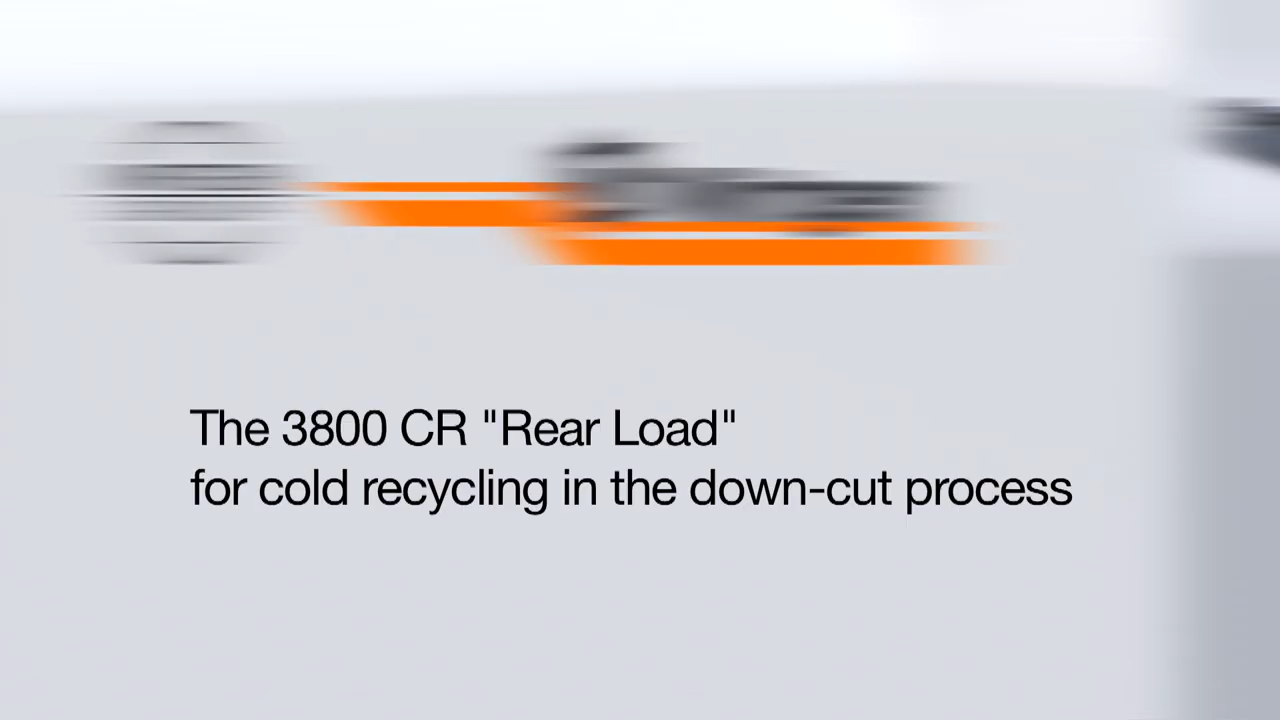 The 3800 CR "Rear Load"
for cold recycling in the down-cut process